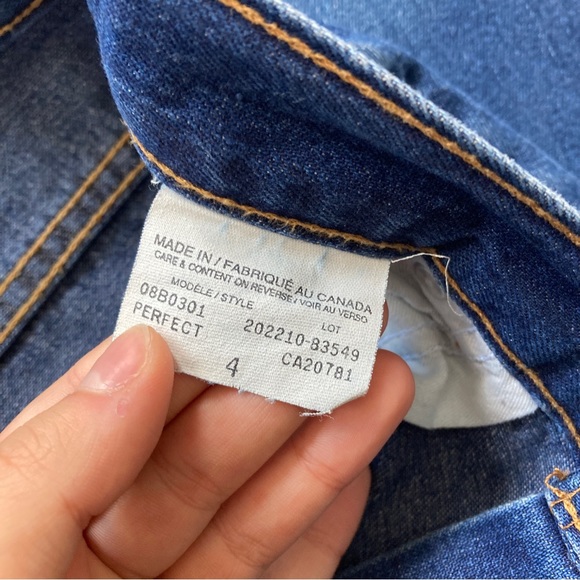 MADE IN / FABRIQUÉ AU CANADA
CARE & CONTENT ON REVERSE / VOIR AU VERSO
MODÈLE / STYLE LOT
08B0301 202210-83549
PERFECT CA20781
4